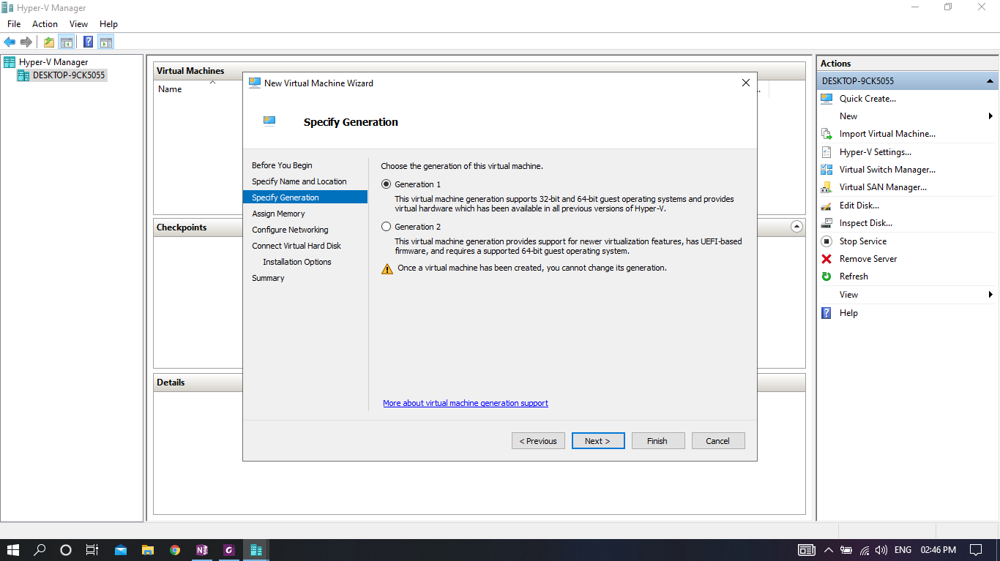 Hyper-V Manager
File Action View Help
Hyper-V Manager
DESKTOP-9CK5055
Virtual Machines
Name
Checkpoints
Details
New Virtual Machine Wizard
Specify Generation
Before You Begin
Specify Name and Location
Specify Generation
Assign Memory
Configure Networking
Connect Virtual Hard Disk
Installation Options
Summary
Choose the generation of this virtual machine.
Generation 1
This virtual machine generation supports 32-bit and 64-bit guest operating systems and provides
virtual hardware which has been available in all previous versions of Hyper-V.
Generation 2
This virtual machine generation provides support for newer virtualization features, has UEFI-based
firmware, and requires a supported 64-bit guest operating system.
Once a virtual machine has been created, you cannot change its generation.
More about virtual machine generation support
< Previous Next > Finish Cancel
Actions
DESKTOP-9CK5055
Quick Create...
New
Import Virtual Machine...
Hyper-V Settings...
Virtual Switch Manager...
Virtual SAN Manager...
Edit Disk...
Inspect Disk...
Stop Service
Remove Server
Refresh
View
Help
ENG 02:46 PM